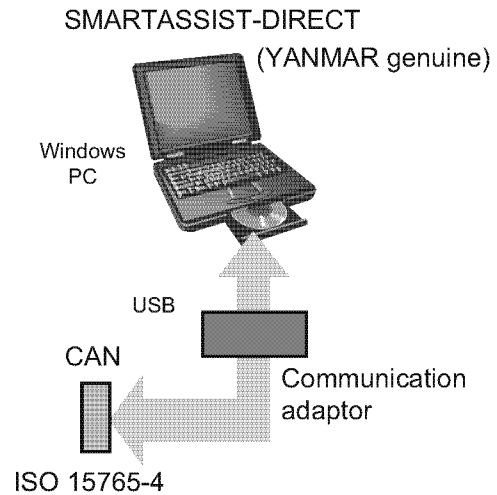 SMARTASSIST-DIRECT
(YANMAR genuine)
Windows
PC
USB
CAN
Communication
adaptor
ISO 15765-4